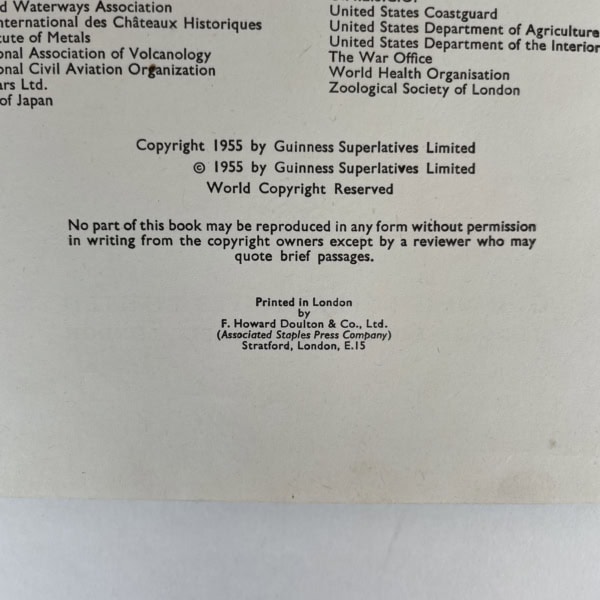 Waterways Association
nternational des Châteaux Historiques
tute of Metals
onal Association of Volcanology
onal Civil Aviation Organization
ars Ltd.
of Japan
United States Coastguard
United States Department of Agriculture
United States Department of the Interior
The War Office
World Health Organisation
Zoological Society of London
Copyright 1955 by Guinness Superlatives Limited
© 1955 by Guinness Superlatives Limited
World Copyright Reserved
No part of this book may be reproduced in any form without permission
in writing from the copyright owners except by a reviewer who may
quote brief passages.
Printed in London
by
F. Howard Doulton & Co., Ltd.
(Associated Staples Press Company)
Stratford, London, E.15